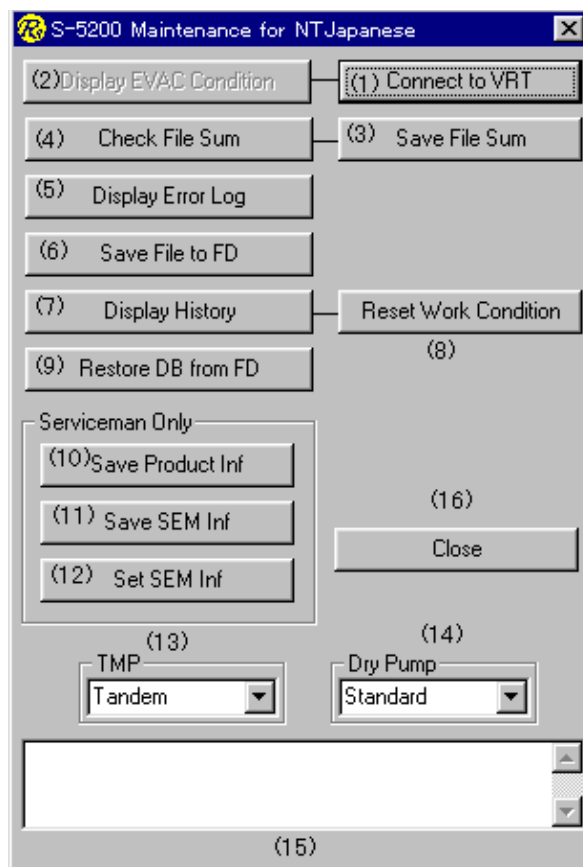 S-5200 Maintenance for NTJapanese
(2)Display EVAC Condition
(1) Connect to VRT
(4) Check File Sum
(3) Save File Sum
(5) Display Error Log
(6) Save File to FD
(7) Display History
Reset Work Condition
(8)
(9) Restore DB from FD
Serviceman Only
(10)Save Product Inf
(11) Save SEM Inf
(12) Set SEM Inf
(16)
Close
(13)
TMP
Tandem
(14)
Dry Pump
Standard
(15)